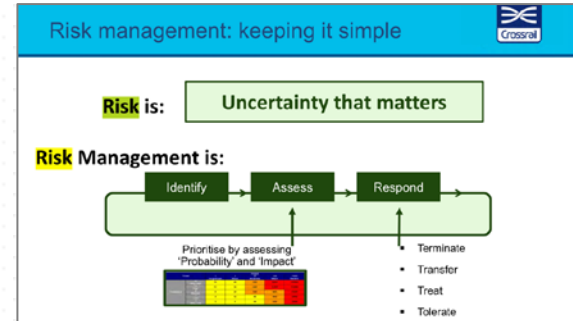 Risk management: keeping it simple
Crossrail
Risk is:
Uncertainty that matters
Risk Management is:
Identify
Assess
Respond
Prioritise by assessing
'Probability' and 'Impact'
▪ Terminate
▪ Transfer
▪ Treat
▪ Tolerate